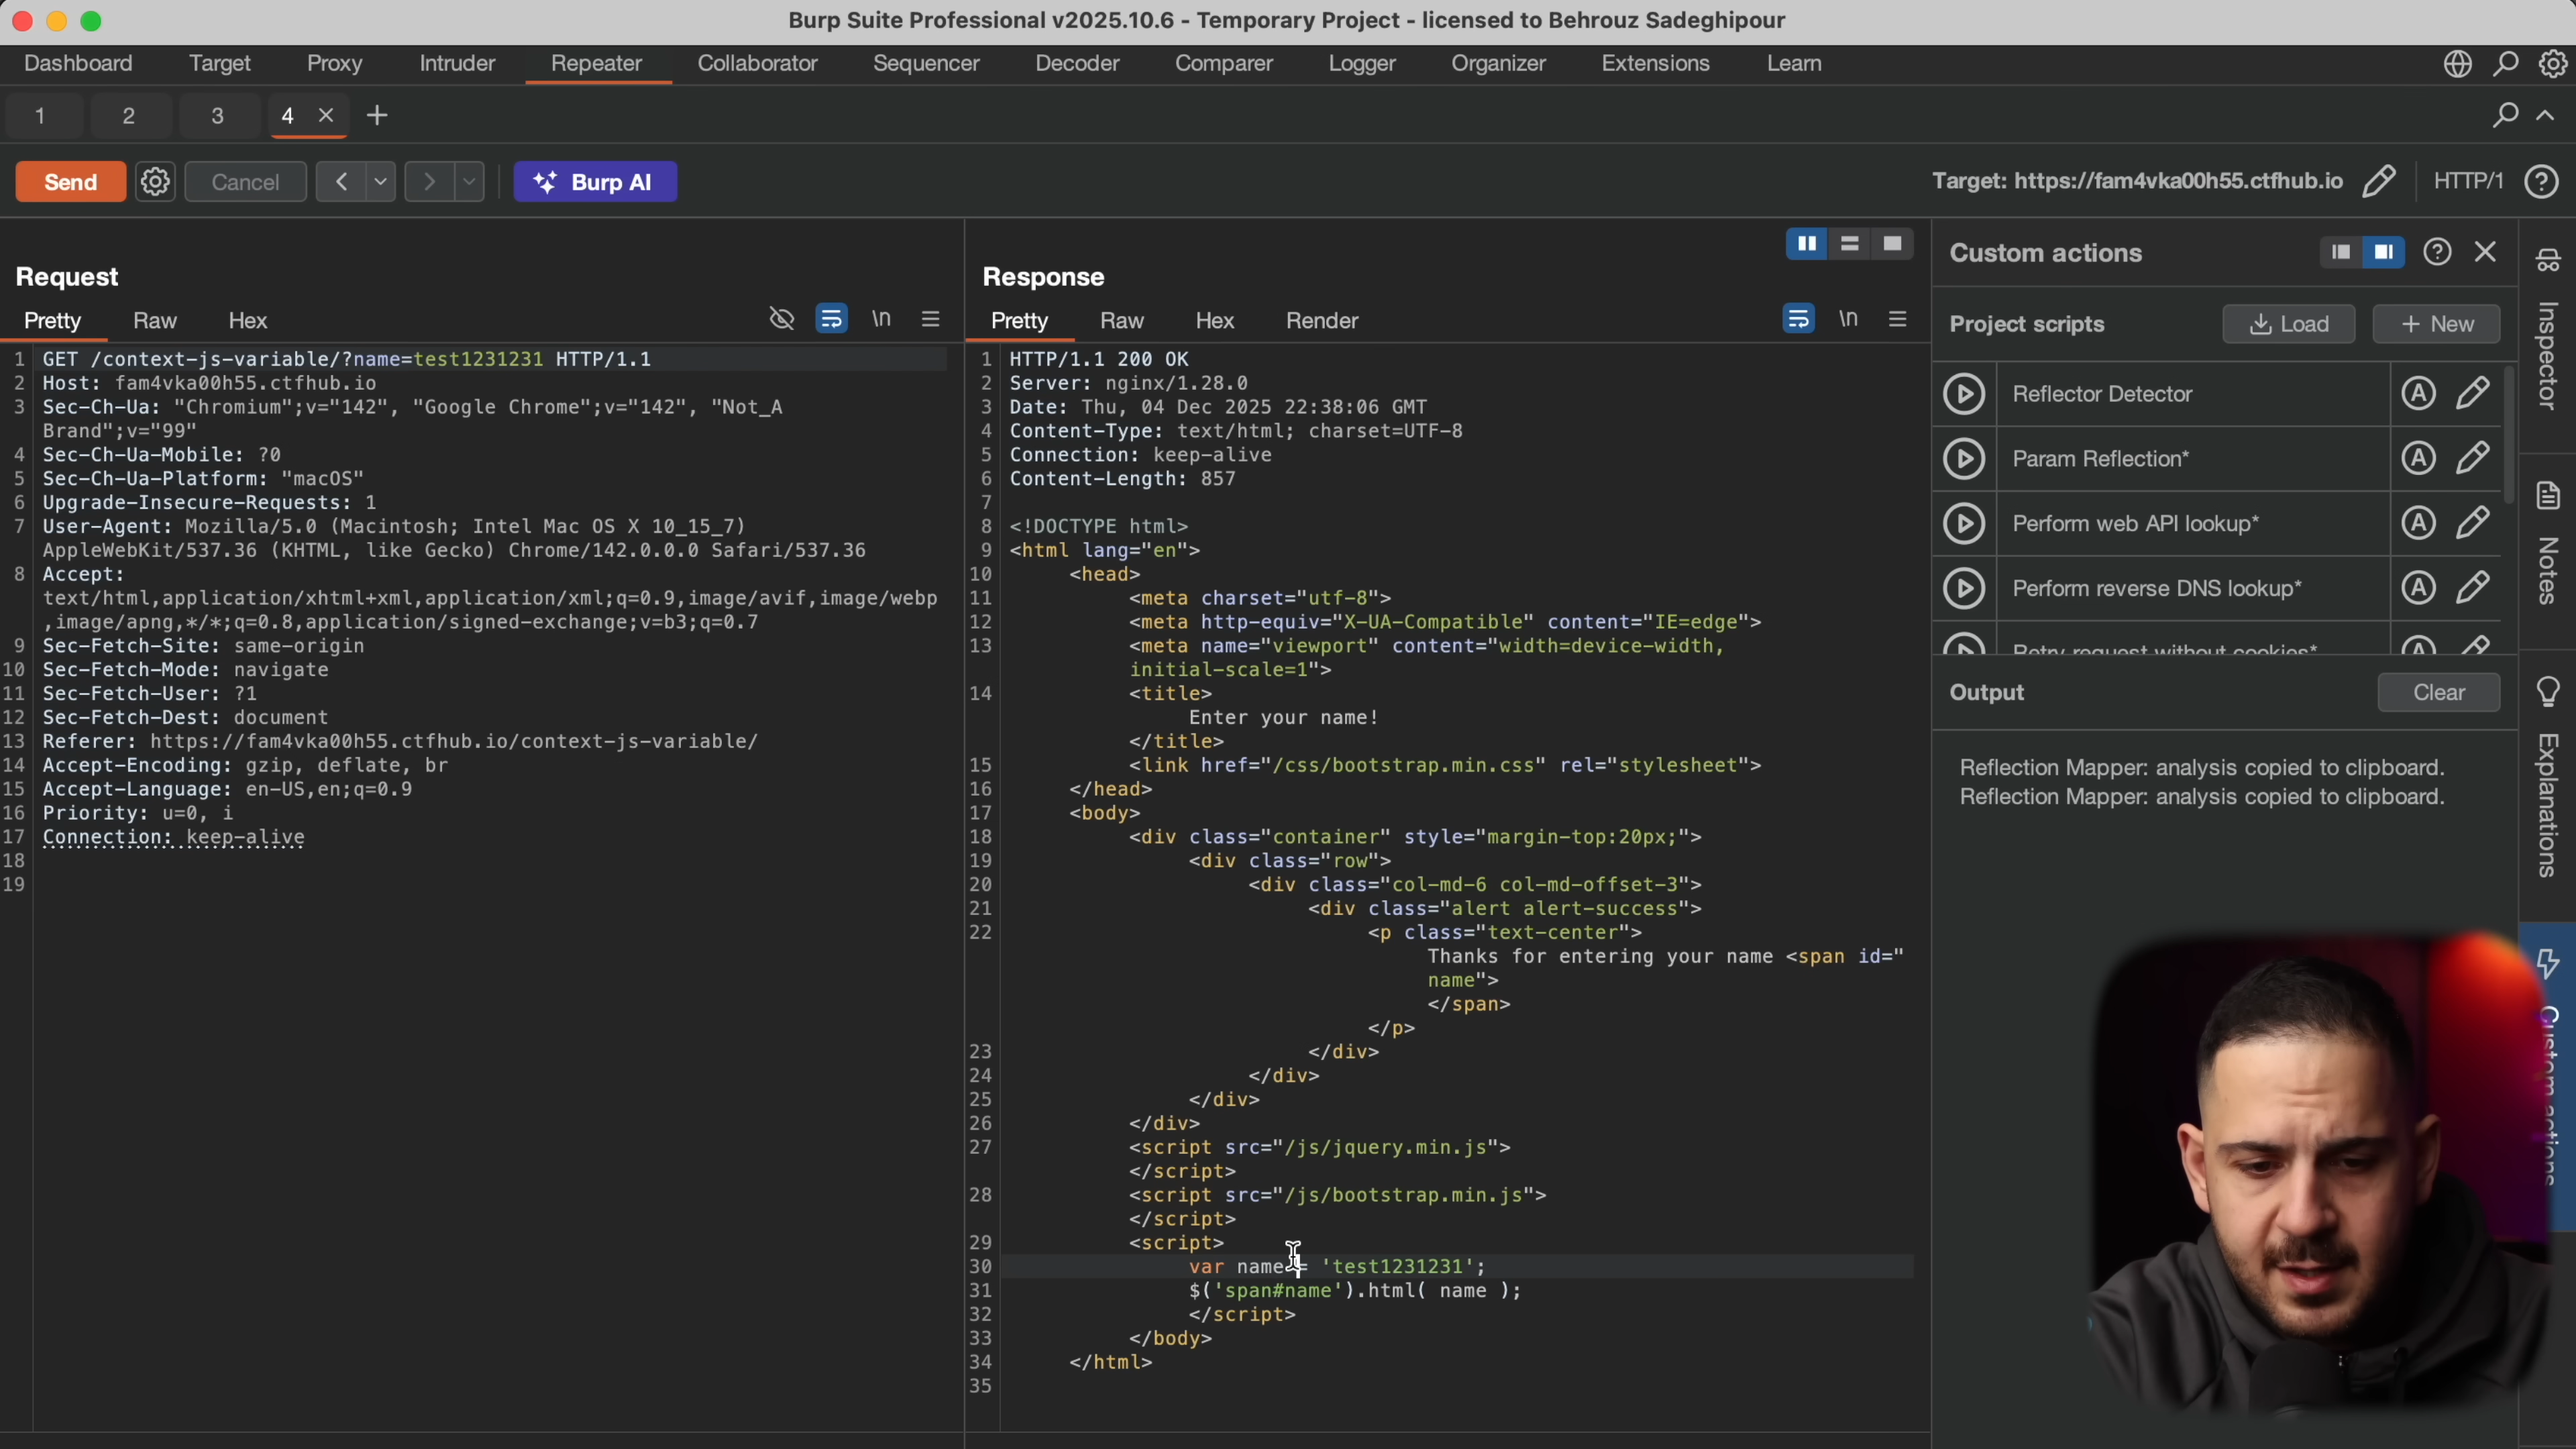 Burp Suite Professional v2025.10.6 - Temporary Project - licensed to Behrouz Sadeghipour
Dashboard Target Proxy Intruder Repeater Collaborator Sequencer Decoder Comparer Logger Organizer Extensions Learn
1 2 3 4 × +
Send Cancel Burp AI Target: https://fam4vka00h55.ctfhub.io HTTP/1
Request
Pretty Raw Hex \n
1 GET /context-js-variable/?name=test1231231 HTTP/1.1
2 Host: fam4vka00h55.ctfhub.io
3 Sec-Ch-Ua: "Chromium";v="142", "Google Chrome";v="142", "Not_A
Brand";v="99"
4 Sec-Ch-Ua-Mobile: ?0
5 Sec-Ch-Ua-Platform: "macOS"
6 Upgrade-Insecure-Requests: 1
7 User-Agent: Mozilla/5.0 (Macintosh; Intel Mac OS X 10_15_7)
AppleWebKit/537.36 (KHTML, like Gecko) Chrome/142.0.0.0 Safari/537.36
8 Accept:
text/html,application/xhtml+xml,application/xml;q=0.9,image/avif,image/webp
,image/apng,*/*;q=0.8,application/signed-exchange;v=b3;q=0.7
9 Sec-Fetch-Site: same-origin
10 Sec-Fetch-Mode: navigate
11 Sec-Fetch-User: ?1
12 Sec-Fetch-Dest: document
13 Referer: https://fam4vka00h55.ctfhub.io/context-js-variable/
14 Accept-Encoding: gzip, deflate, br
15 Accept-Language: en-US,en;q=0.9
16 Priority: u=0, i
17 Connection: keep-alive
18
19
Response
Pretty Raw Hex Render \n
1 HTTP/1.1 200 OK
2 Server: nginx/1.28.0
3 Date: Thu, 04 Dec 2025 22:38:06 GMT
4 Content-Type: text/html; charset=UTF-8
5 Connection: keep-alive
6 Content-Length: 857
7
8 <!DOCTYPE html>
9 <html lang="en">
10 <head>
11 <meta charset="utf-8">
12 <meta http-equiv="X-UA-Compatible" content="IE=edge">
13 <meta name="viewport" content="width=device-width,
initial-scale=1">
14 <title>
Enter your name!
</title>
15 <link href="/css/bootstrap.min.css" rel="stylesheet">
16 </head>
17 <body>
18 <div class="container" style="margin-top:20px;">
19 <div class="row">
20 <div class="col-md-6 col-md-offset-3">
21 <div class="alert alert-success">
22 <p class="text-center">
Thanks for entering your name <span id="
name">
</span>
</p>
23 </div>
24 </div>
25 </div>
26 </div>
27 <script src="/js/jquery.min.js">
</script>
28 <script src="/js/bootstrap.min.js">
</script>
29 <script>
30 var name = 'test1231231';
31 $('span#name').html( name );
32 </script>
33 </body>
34 </html>
35
Custom actions
Project scripts Load + New
Reflector Detector A
Param Reflection* A
Perform web API lookup* A
Perform reverse DNS lookup* A
Retry request without cookies* A
Output Clear
Reflection Mapper: analysis copied to clipboard.
Reflection Mapper: analysis copied to clipboard.
Inspector
Notes
Explanations
Custom actions